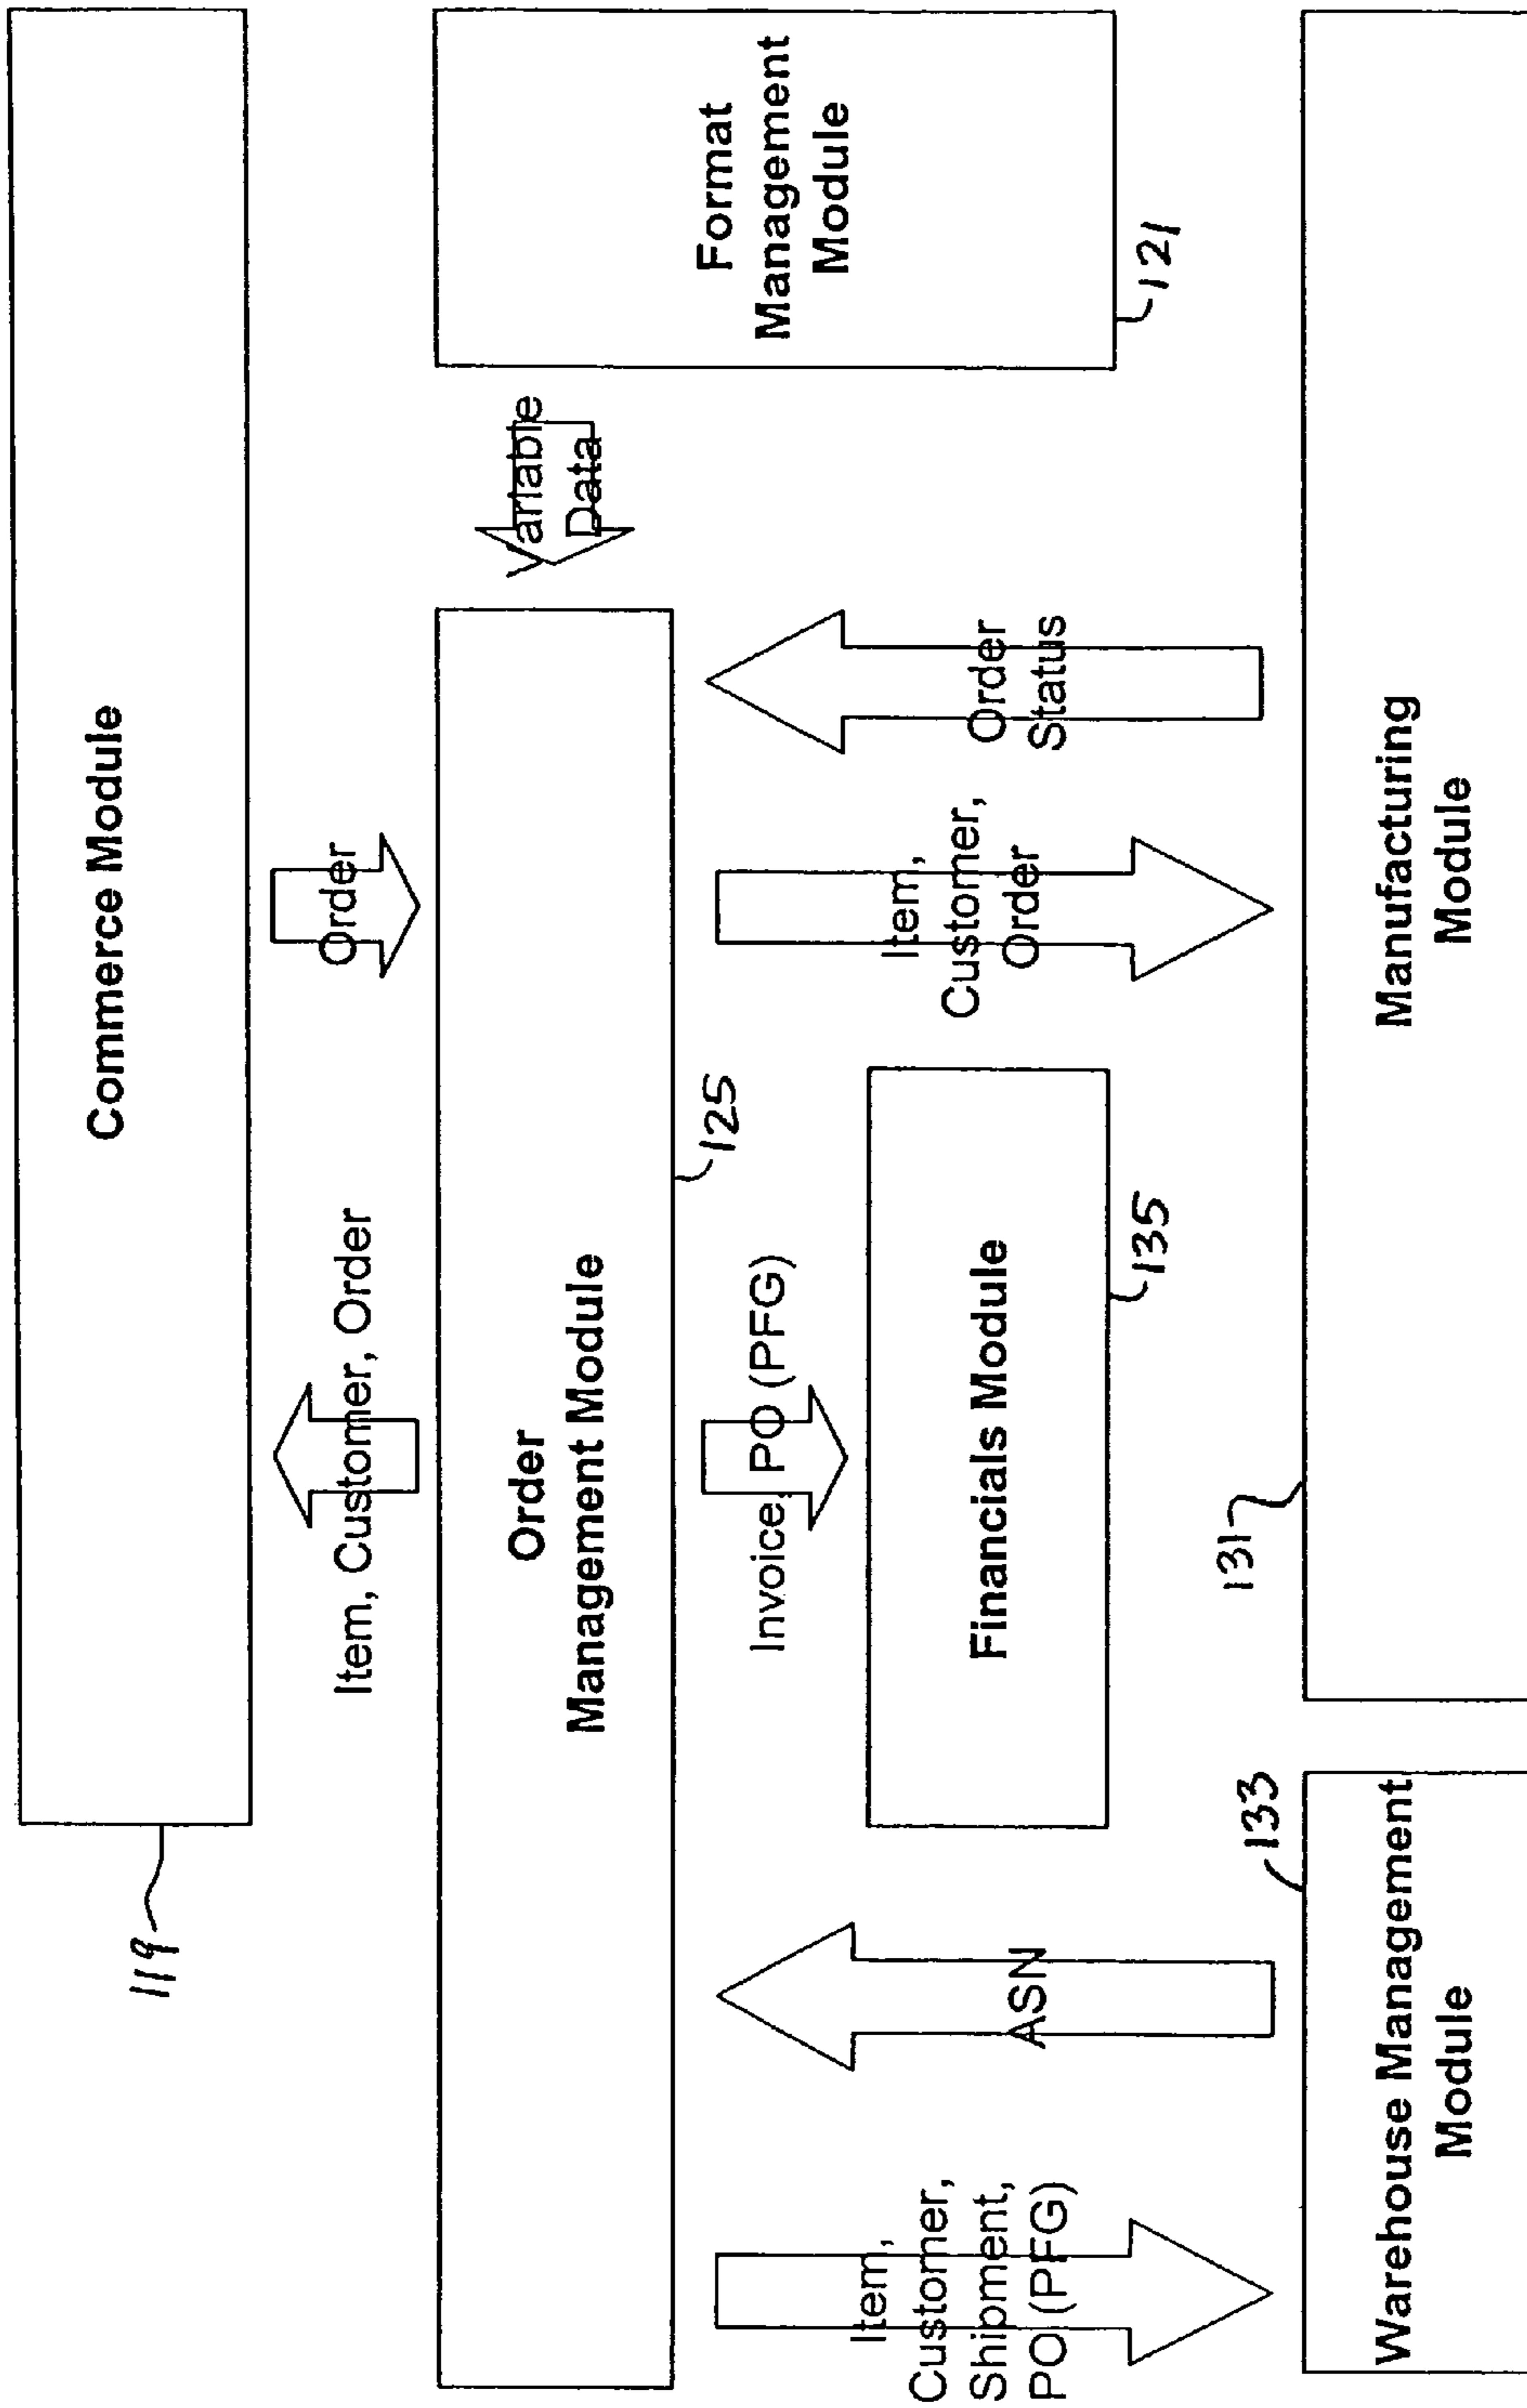 Commerce Module
119
Item, Customer, Order
Order
Order
Management Module
125
Variable
Data
Format
Management
Module
121
Item,
Customer,
Shipment,
PO (PFG)
ASN
Invoice, PO (PFG)
Financials Module
135
Item,
Customer,
Order
Order
Status
Warehouse Management
Module
133
131
Manufacturing
Module